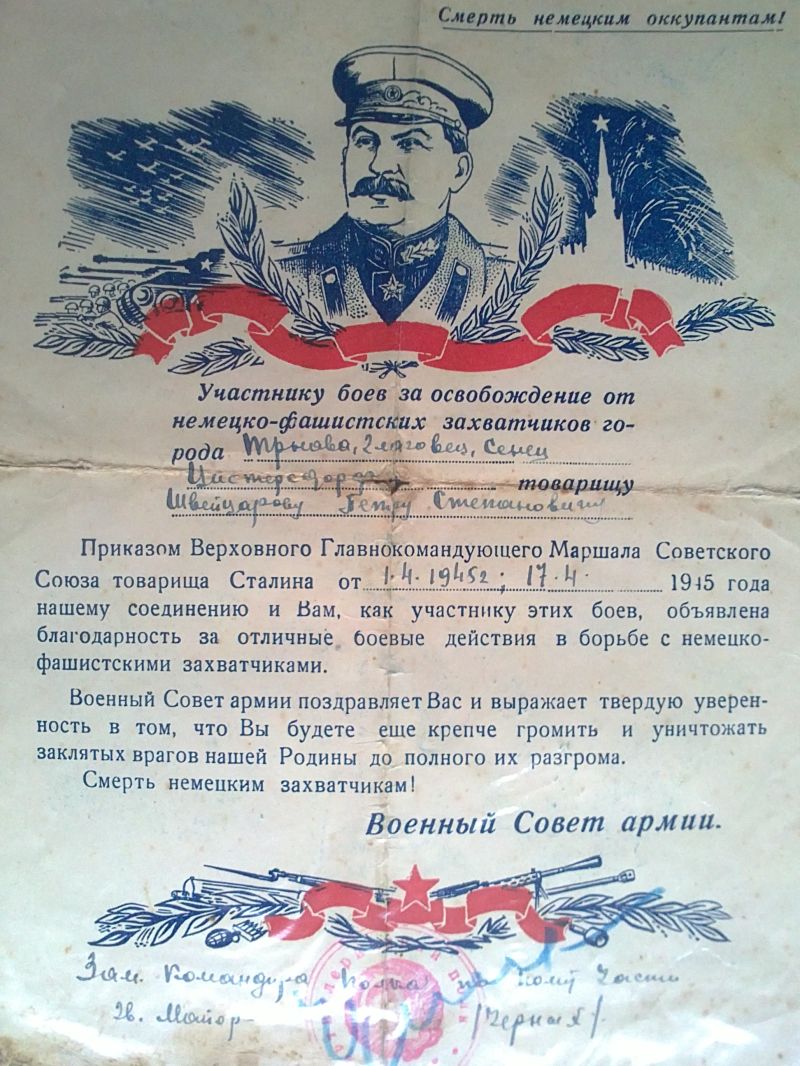 Смерть немецким оккупантам!
Участнику боев за освобождение от
немецко-фашистских захватчиков го-
рода Трнава, Глаговец, Сенец
Цистерсдорф товарищу
Швейцарову Петру Степановичу
Приказом Верховного Главнокомандующего Маршала Советского
Союза товарища Сталина от 1.4.1945г; 17.4. 1945 года
нашему соединению и Вам, как участнику этих боев, объявлена
благодарность за отличные боевые действия в борьбе с немецко-
фашистскими захватчиками.
Военный Совет армии поздравляет Вас и выражает твердую уверен-
ность в том, что Вы будете еще крепче громить и уничтожать
заклятых врагов нашей Родины до полного их разгрома.
Смерть немецким захватчикам!
Военный Совет армии.
Зам. Командира Полка по полит части
гв. Майор /Черных/